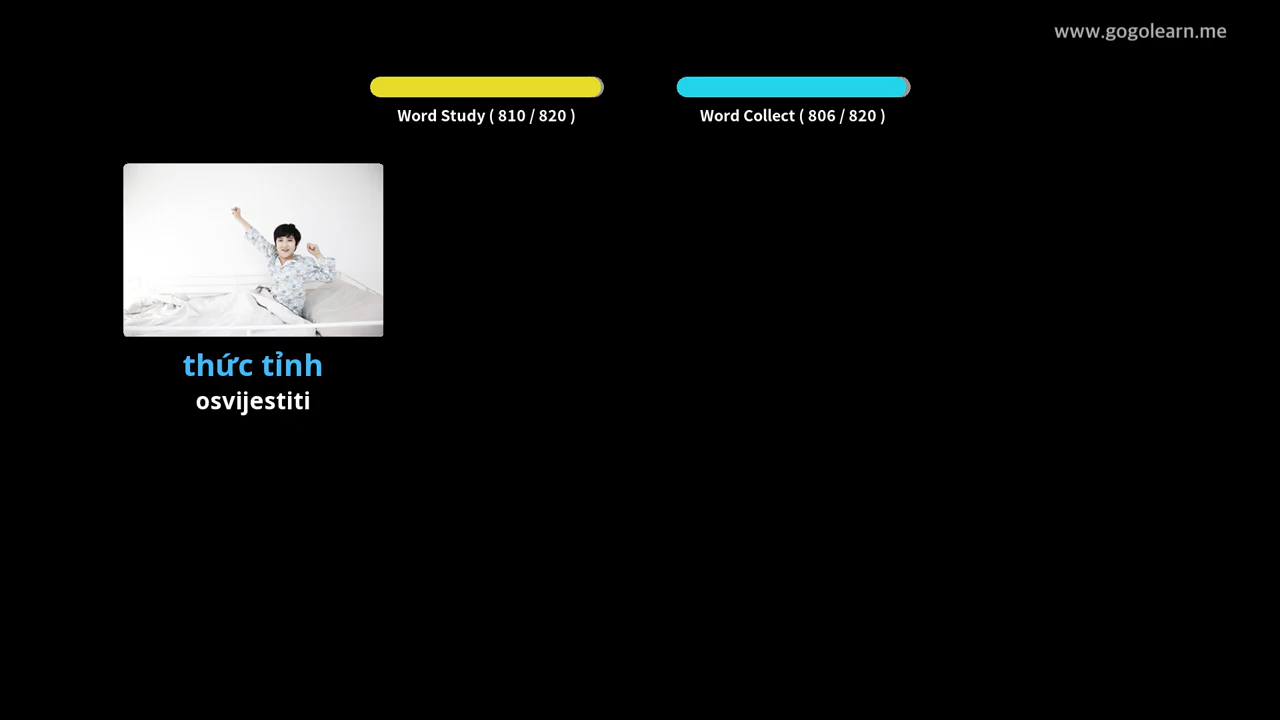 www.gogolearn.me
Word Study ( 810 / 820 )
Word Collect ( 806 / 820 )
thức tỉnh
osvijestiti